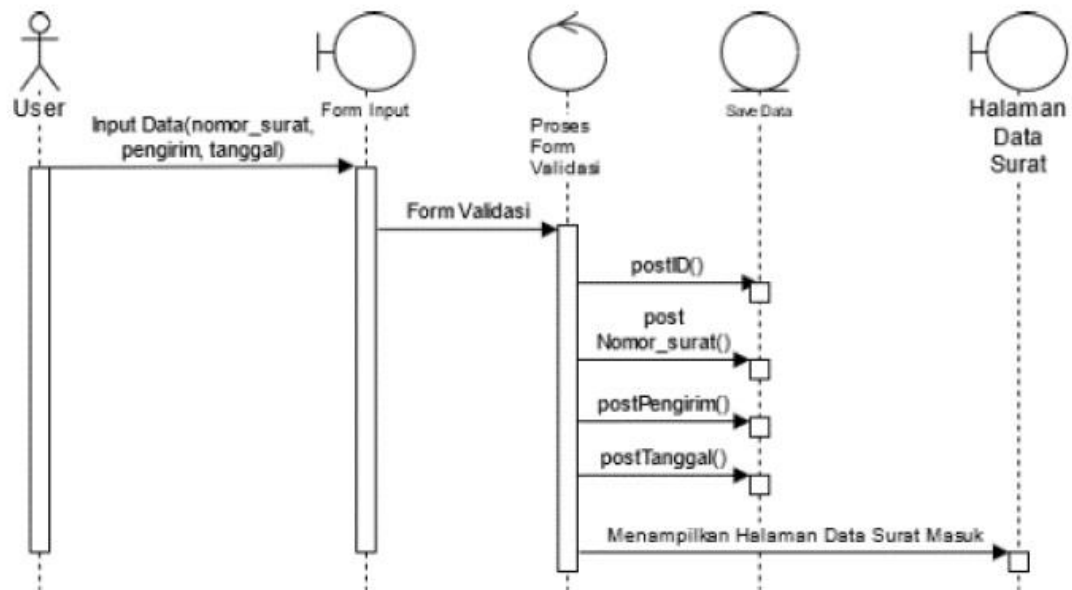 User
Form Input
Proses
Form
Validasi
Save Data
Halaman
Data
Surat
Input Data(nomor_surat,
pengirim, tanggal)
Form Validasi
postID()
post
Nomor_surat()
postPengirim()
postTanggal()
Menampilkan Halaman Data Surat Masuk